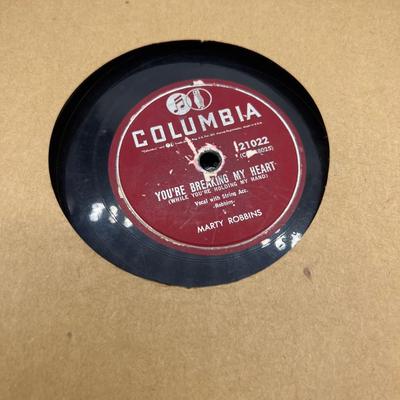 COLUMBIA
21022
YOU'RE BREAKING MY HEART
(WHILE YOU'RE HOLDING MY HAND)
Vocal with String Acc.
-Robbins-
MARTY ROBBINS